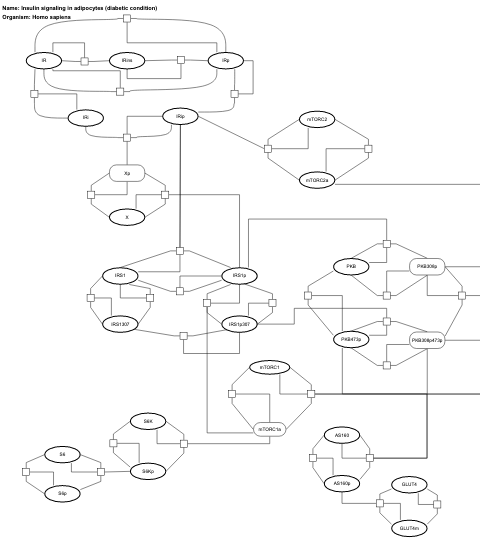 Name: Insulin signaling in adipocytes (diabetic condition)
Organism: Homo sapiens
IR
IRins
IRp
IRi
IRip
mTORC2
mTORC2a
Xp
X
IRS1
IRS1p
IRS1307
IRS1p307
PKB
PKB308p
PKB473p
PKB308p473p
mTORC1
mTORC1a
S6K
S6Kp
S6
S6p
AS160
AS160p
GLUT4
GLUT4m